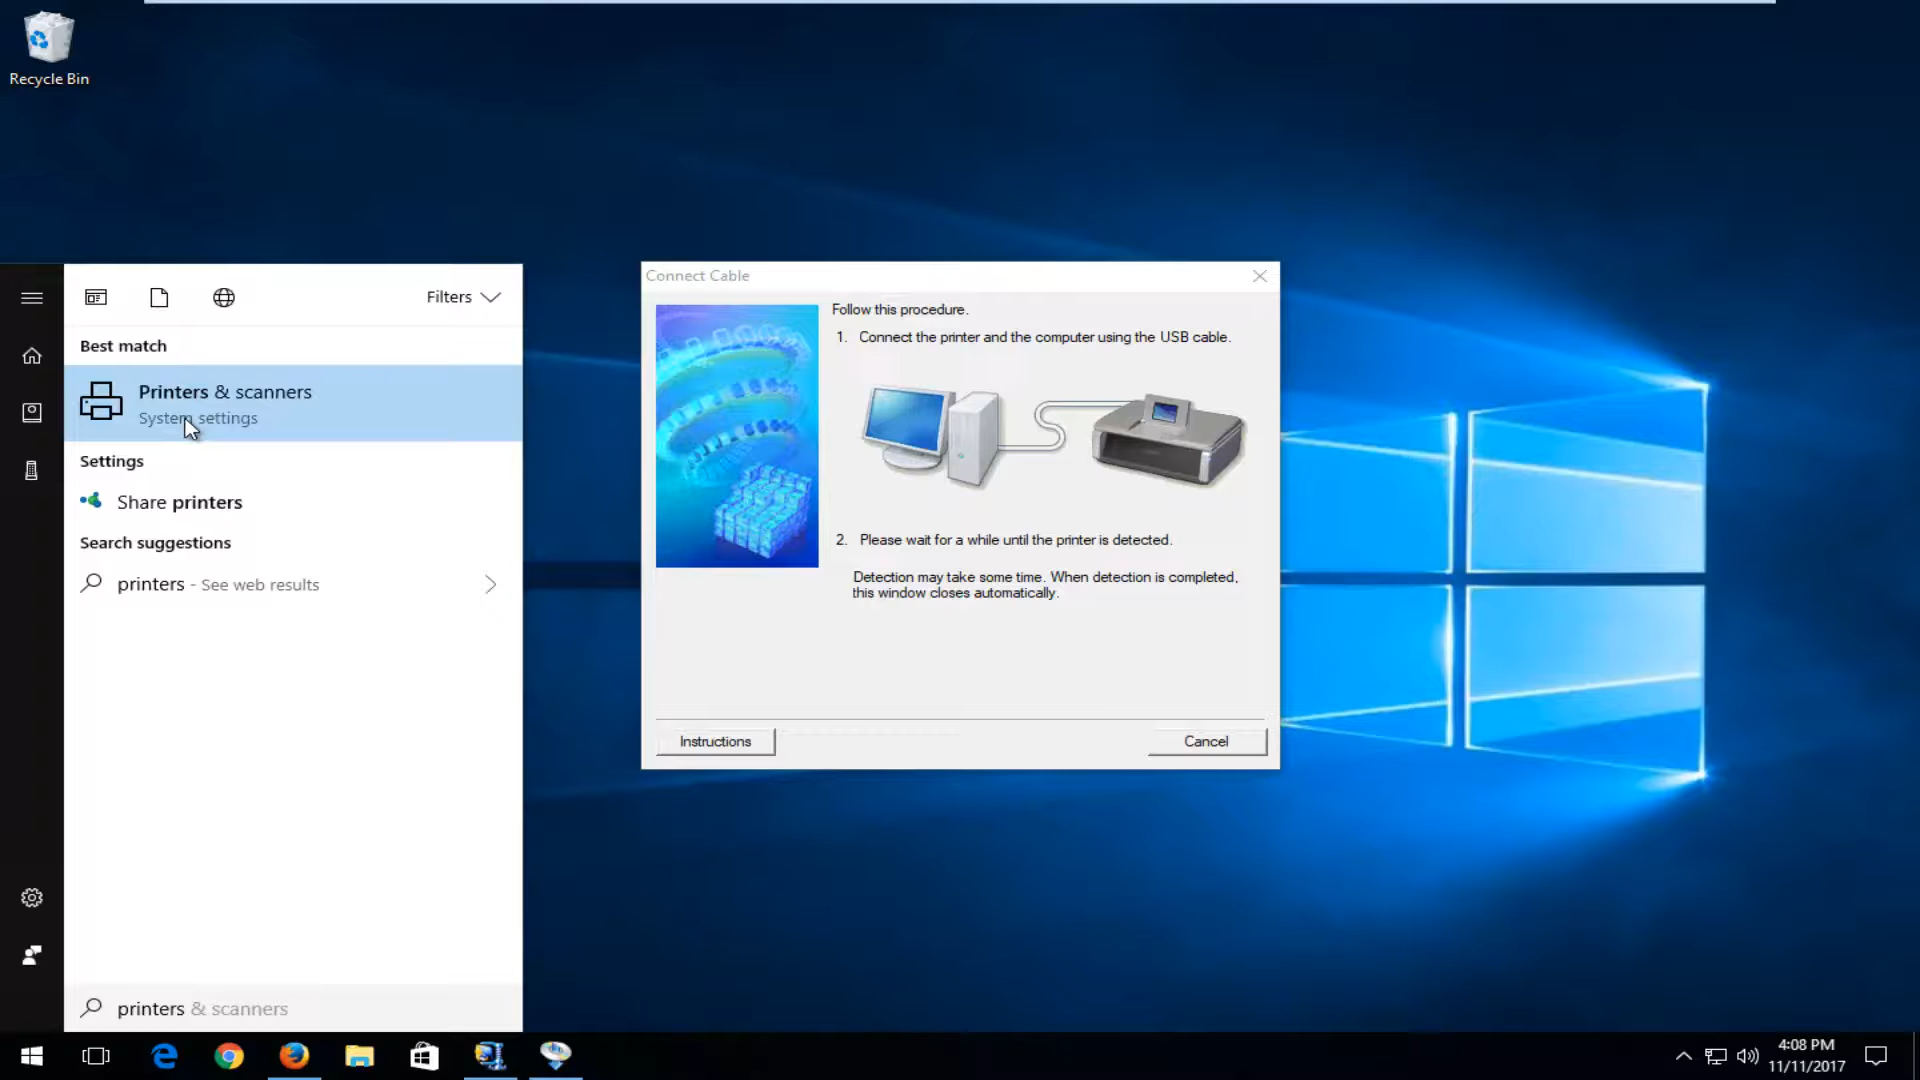 Recycle Bin
Filters
Best match
Printers & scanners
System settings
Settings
Share printers
Search suggestions
printers - See web results
printers & scanners
Connect Cable
Follow this procedure.
1. Connect the printer and the computer using the USB cable.
2. Please wait for a while until the printer is detected.
Detection may take some time. When detection is completed,
this window closes automatically.
Instructions
Cancel
4:08 PM
11/11/2017